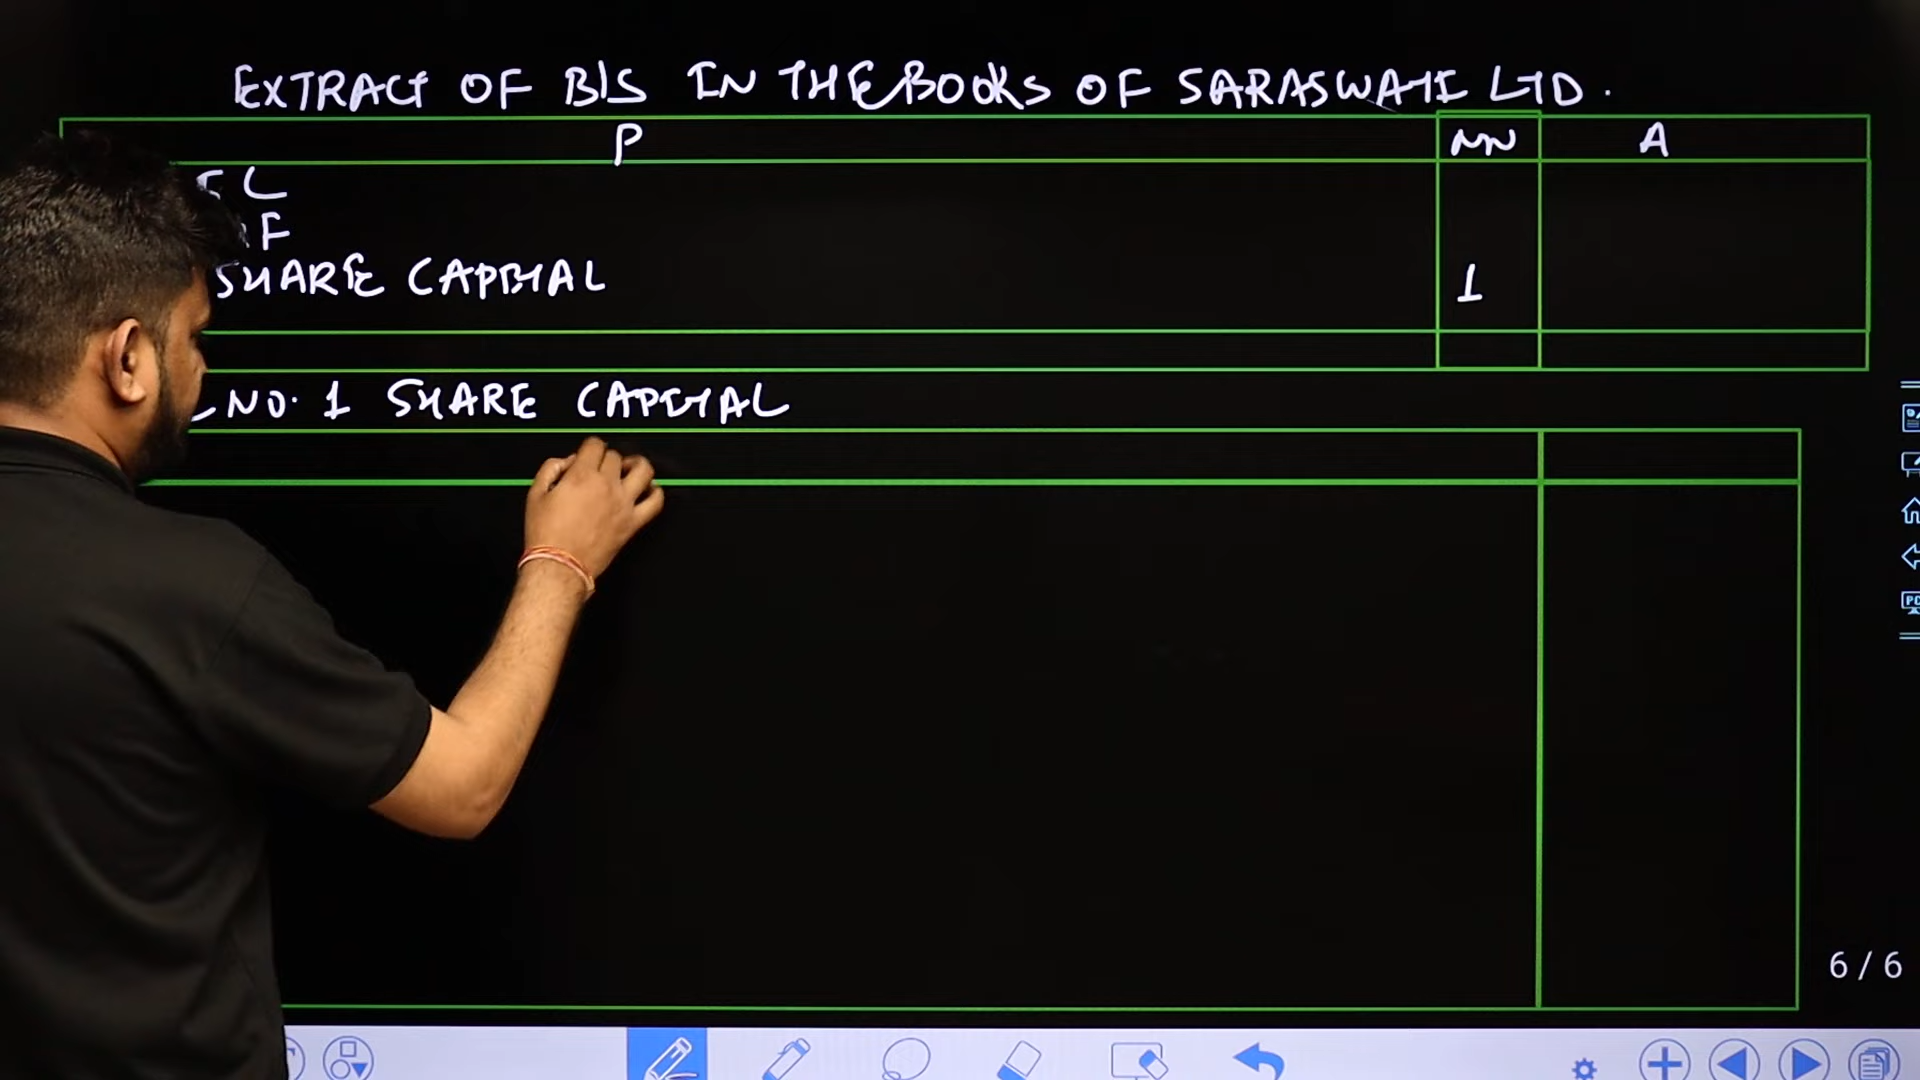 EXTRACT OF B/S IN THE BOOKS OF SARASWATI LTD.
P NN A
L
F
SHARE CAPITAL 1
NO. 1 SHARE CAPITAL
6 / 6